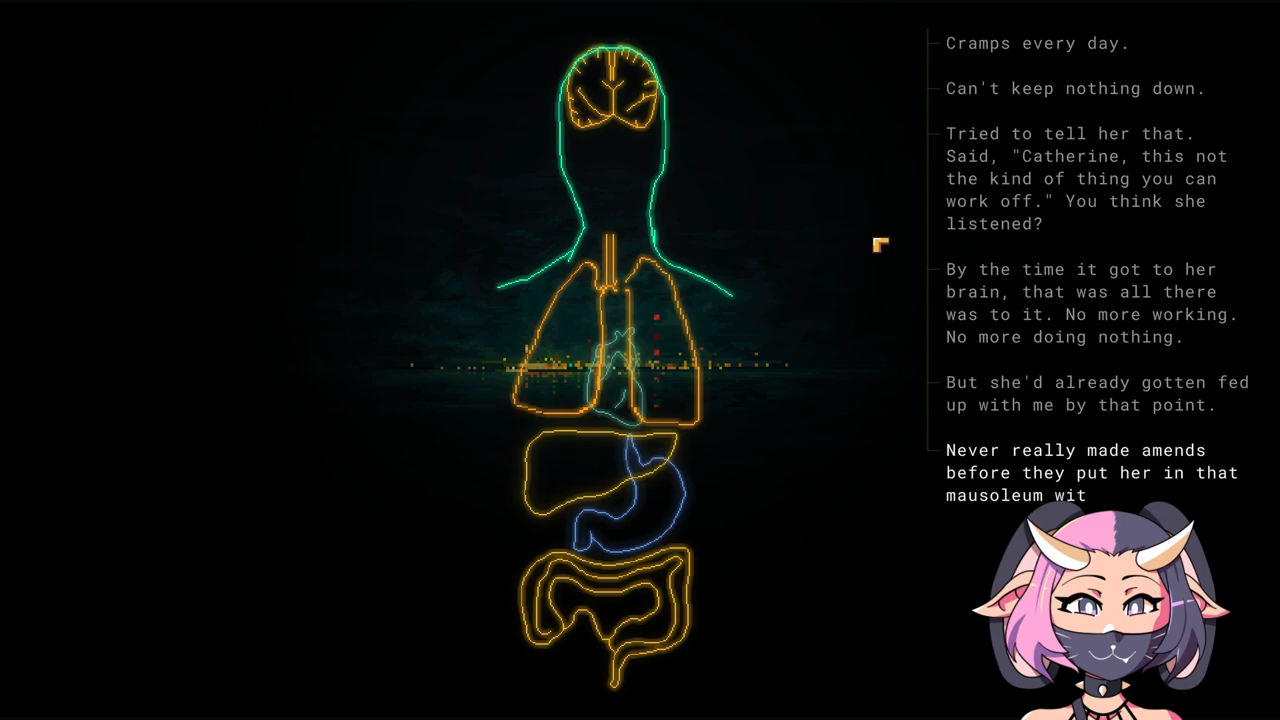 Cramps every day.
Can't keep nothing down.
Tried to tell her that.
Said, "Catherine, this not
the kind of thing you can
work off." You think she
listened?
By the time it got to her
brain, that was all there
was to it. No more working.
No more doing nothing.
But she'd already gotten fed
up with me by that point.
Never really made amends
before they put her in that
mausoleum wit